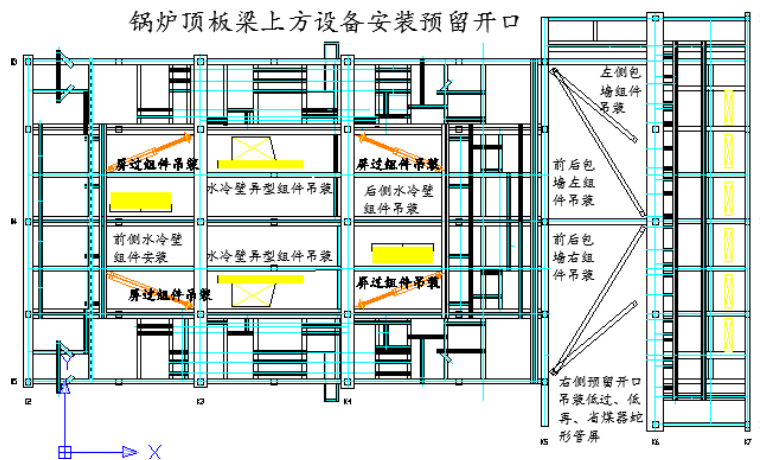 锅炉顶板梁上方设备安装预留开口
左侧包
墙组件
吊装
屏过组件吊装
屏过组件吊装
水冷壁异型组件吊装
后侧水冷壁
组件吊装
前后包
墙左组
件吊装
前侧水冷壁
组件安装
水冷壁异型组件吊装
前后包
墙右组
件吊装
屏过组件吊装
屏过组件吊装
右侧预留开口
吊装低过、低
再、省煤器蛇
形管屏
Y
X
K2
K3
K4
K5
K6
K7